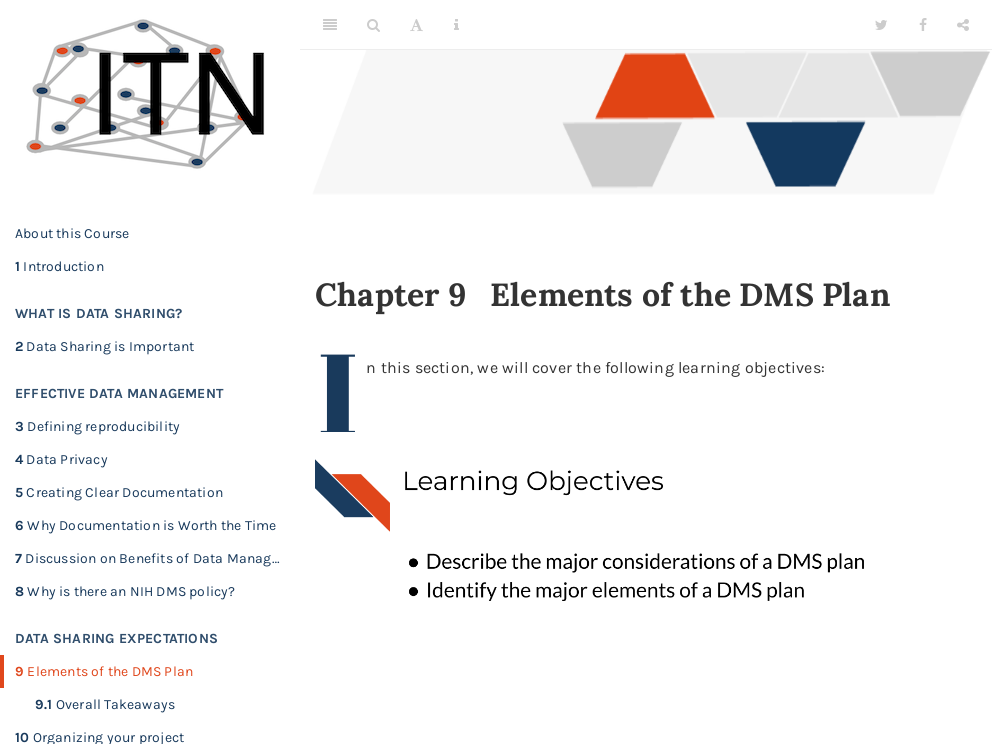 ITN
About this Course
1 Introduction
WHAT IS DATA SHARING?
2 Data Sharing is Important
EFFECTIVE DATA MANAGEMENT
3 Defining reproducibility
4 Data Privacy
5 Creating Clear Documentation
6 Why Documentation is Worth the Time
7 Discussion on Benefits of Data Manag...
8 Why is there an NIH DMS policy?
DATA SHARING EXPECTATIONS
9 Elements of the DMS Plan
9.1 Overall Takeaways
10 Organizing your project
A
Chapter 9 Elements of the DMS Plan
In this section, we will cover the following learning objectives:
Learning Objectives
● Describe the major considerations of a DMS plan
● Identify the major elements of a DMS plan